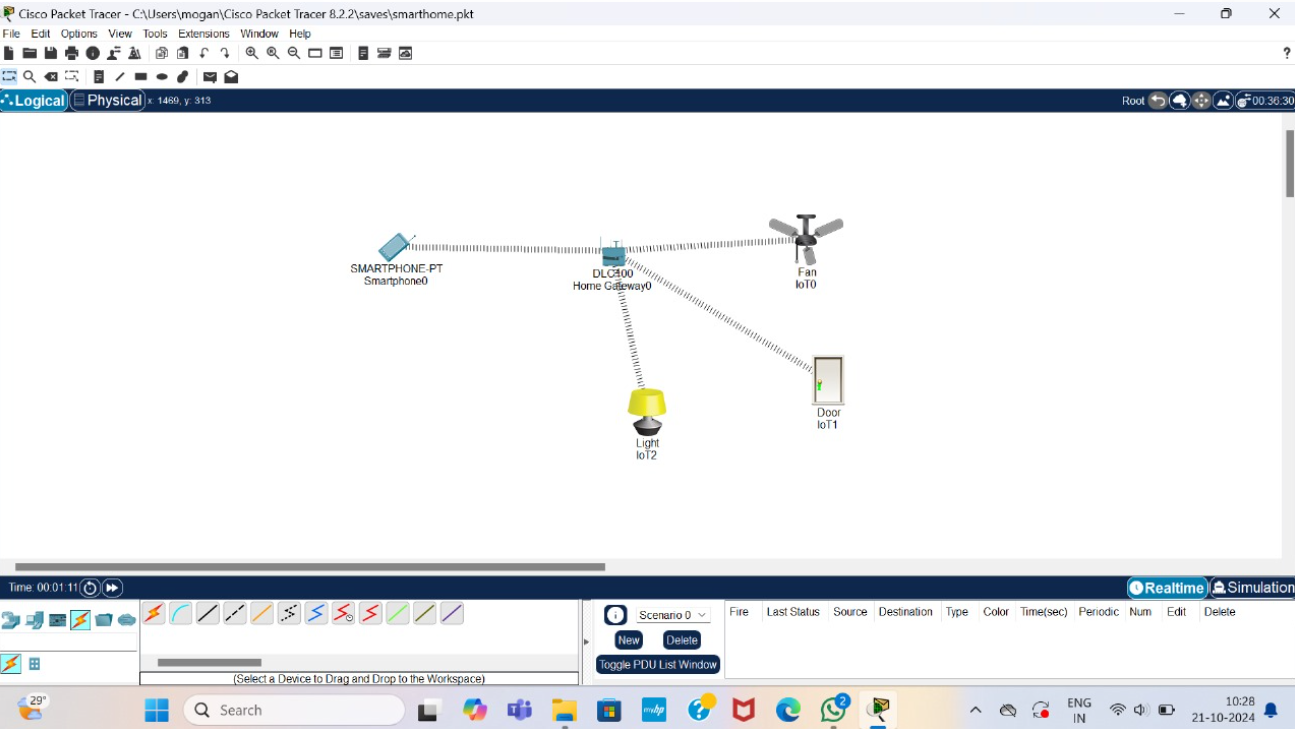 Cisco Packet Tracer - C:\Users\mogan\Cisco Packet Tracer 8.2.2\saves\smarthome.pkt
File Edit Options View Tools Extensions Window Help
?
Logical Physical x: 1469, y: 313 Root 00:36:30
SMARTPHONE-PT
Smartphone0
DLC100
Home Gateway0
Fan
IoT0
Door
IoT1
Light
IoT2
Time: 00:01:11 Realtime Simulation
Scenario 0 Fire Last Status Source Destination Type Color Time(sec) Periodic Num Edit Delete
New Delete
Toggle PDU List Window
(Select a Device to Drag and Drop to the Workspace)
29° Search myhp ? 2 ENG 10:28
IN 21-10-2024